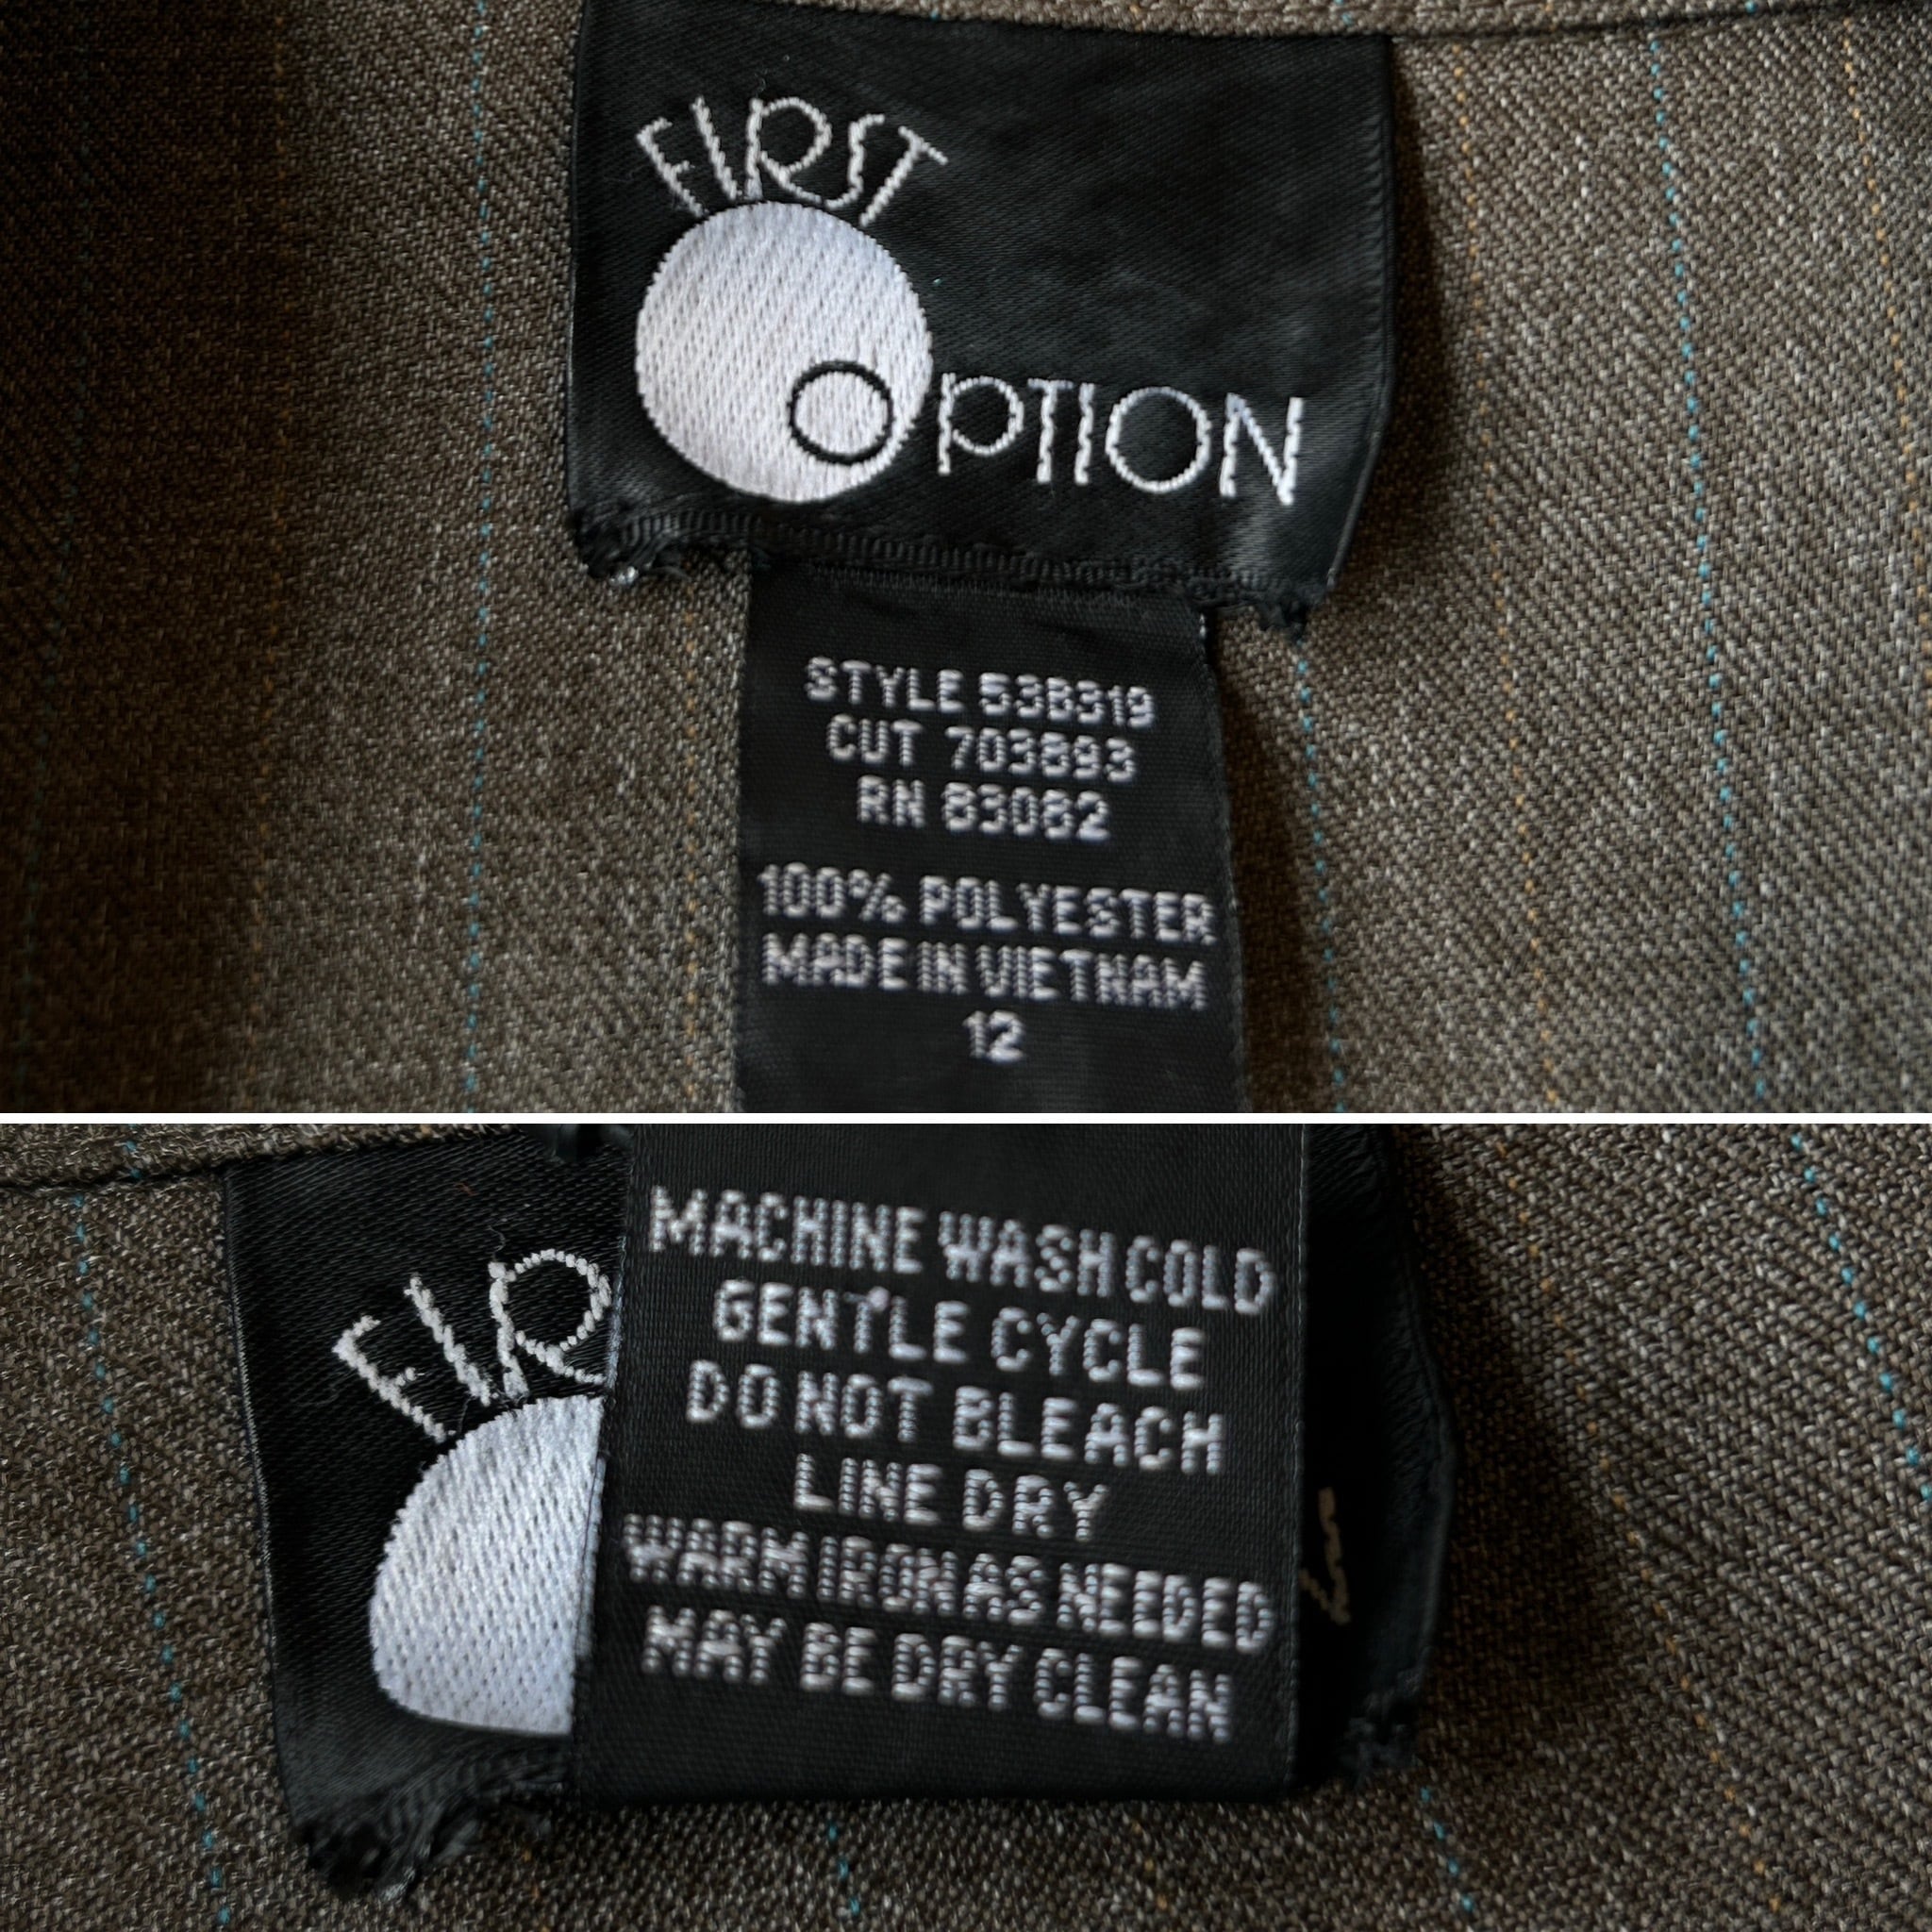 FIRST
OPTION
STYLE 53B319
CUT 703893
RN 83082
100% POLYESTER
MADE IN VIETNAM
12
FIR
MACHINE WASH COLD
GENTLE CYCLE
DO NOT BLEACH
LINE DRY
WARM IRON AS NEEDED
MAY BE DRY CLEAN